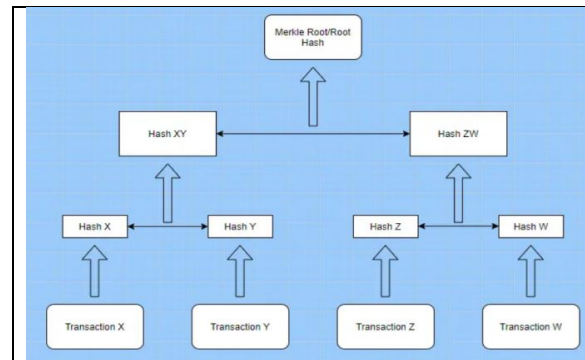 Merkle Root/Root
Hash
Hash XY
Hash ZW
Hash X
Hash Y
Hash Z
Hash W
Transaction X
Transaction Y
Transaction Z
Transaction W